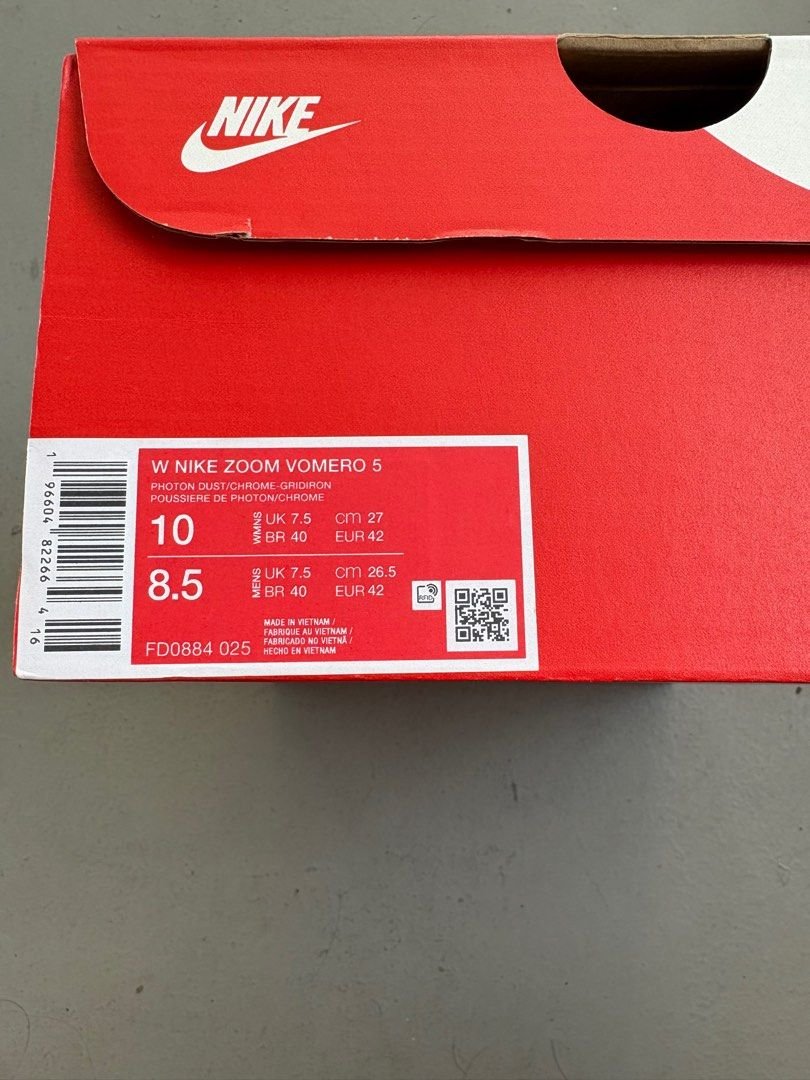 NIKE
W NIKE ZOOM VOMERO 5
PHOTON DUST/CHROME-GRIDIRON
POUSSIERE DE PHOTON/CHROME
10
WMNS
UK 7.5 cm 27
BR 40 EUR 42
8.5
MENS
UK 7.5 cm 26.5
BR 40 EUR 42
RFID
MADE IN VIETNAM /
FABRIQUE AU VIETNAM /
FABRICADO NO VIETNÃ /
HECHO EN VIETNAM
FD0884 025
1 96604 82266 4 16